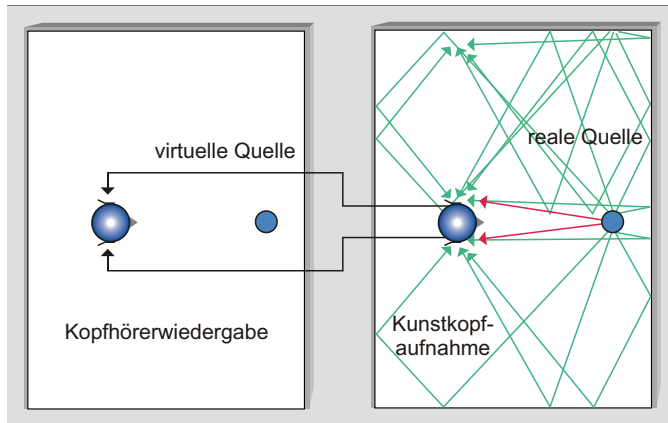 virtuelle Quelle
Kopfhörerwiedergabe
reale Quelle
Kunstkopf-
aufnahme